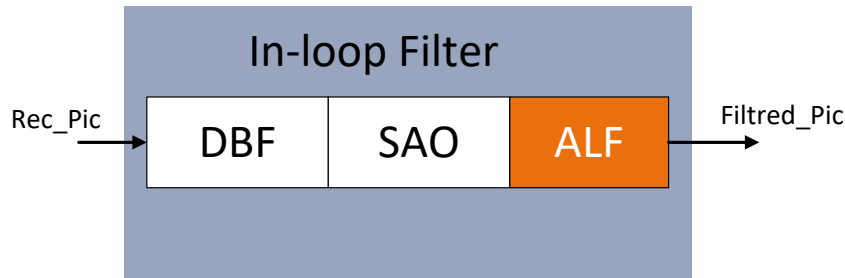 In-loop Filter
Rec_Pic
DBF
SAO
ALF
Filtred_Pic